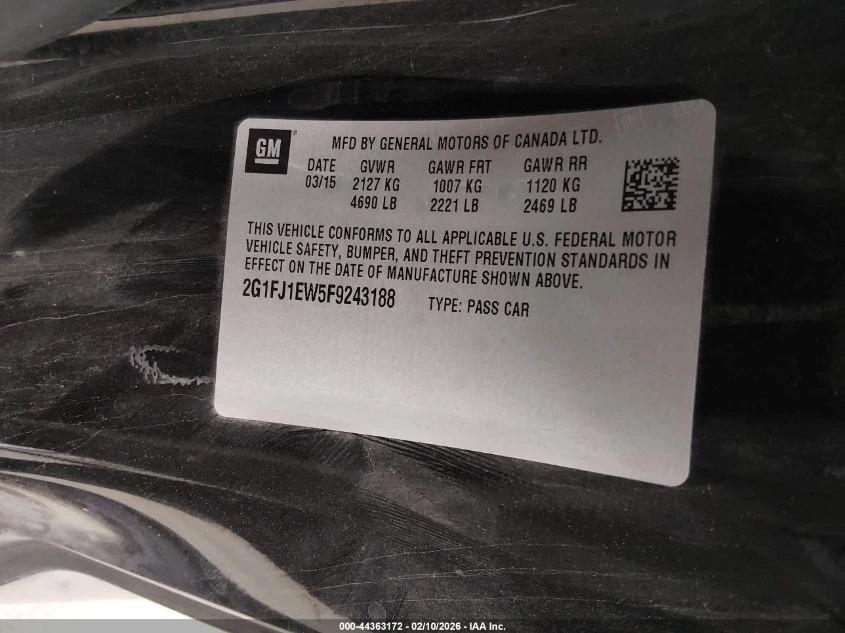 GM
MFD BY GENERAL MOTORS OF CANADA LTD.
DATE GVWR GAWR FRT GAWR RR
03/15 2127 KG 1007 KG 1120 KG
4690 LB 2221 LB 2469 LB
THIS VEHICLE CONFORMS TO ALL APPLICABLE U.S. FEDERAL MOTOR
VEHICLE SAFETY, BUMPER, AND THEFT PREVENTION STANDARDS IN
EFFECT ON THE DATE OF MANUFACTURE SHOWN ABOVE.
2G1FJ1EW5F9243188 TYPE: PASS CAR
000-44363172 - 02/10/2026 - IAA Inc.